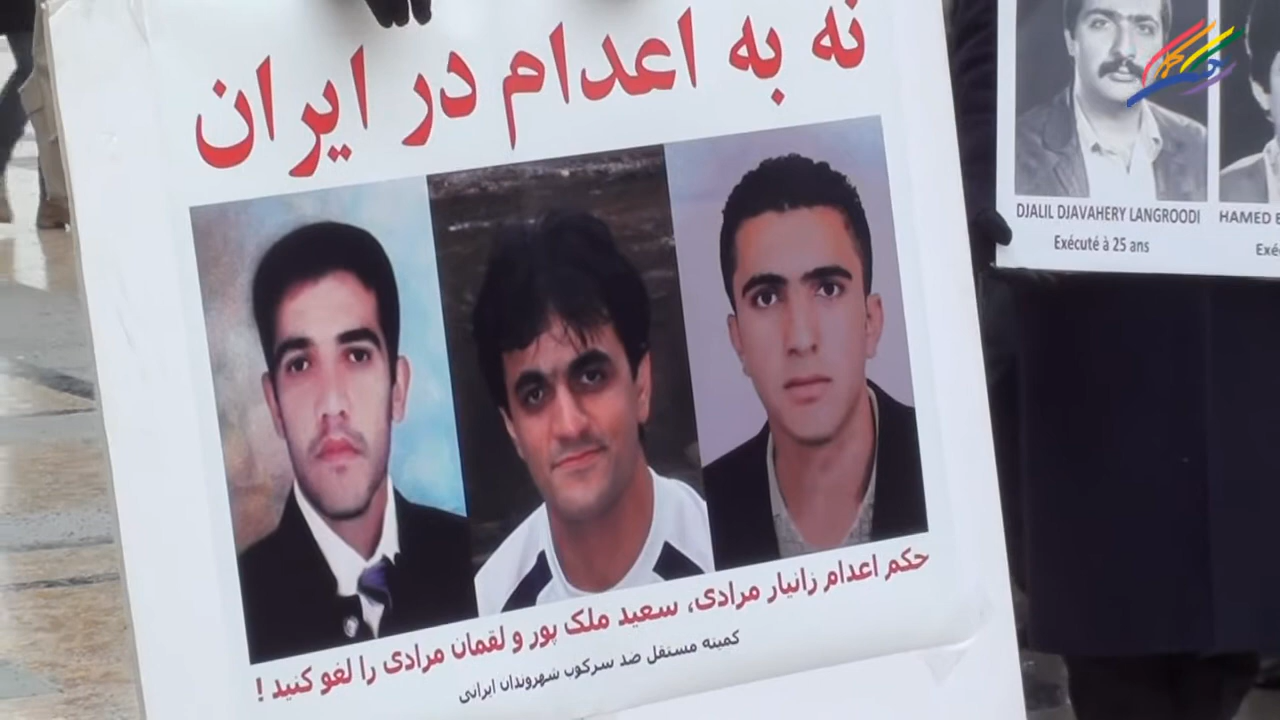 نه به اعدام در ایران
حکم اعدام زانیار مرادی، سعید ملک پور و لقمان مرادی را لغو کنید !
کمیته مستقل ضد سرکوب شهروندان ایرانی
DJALIL DJAVAHERY LANGROODI
Exécuté à 25 ans
HAMED